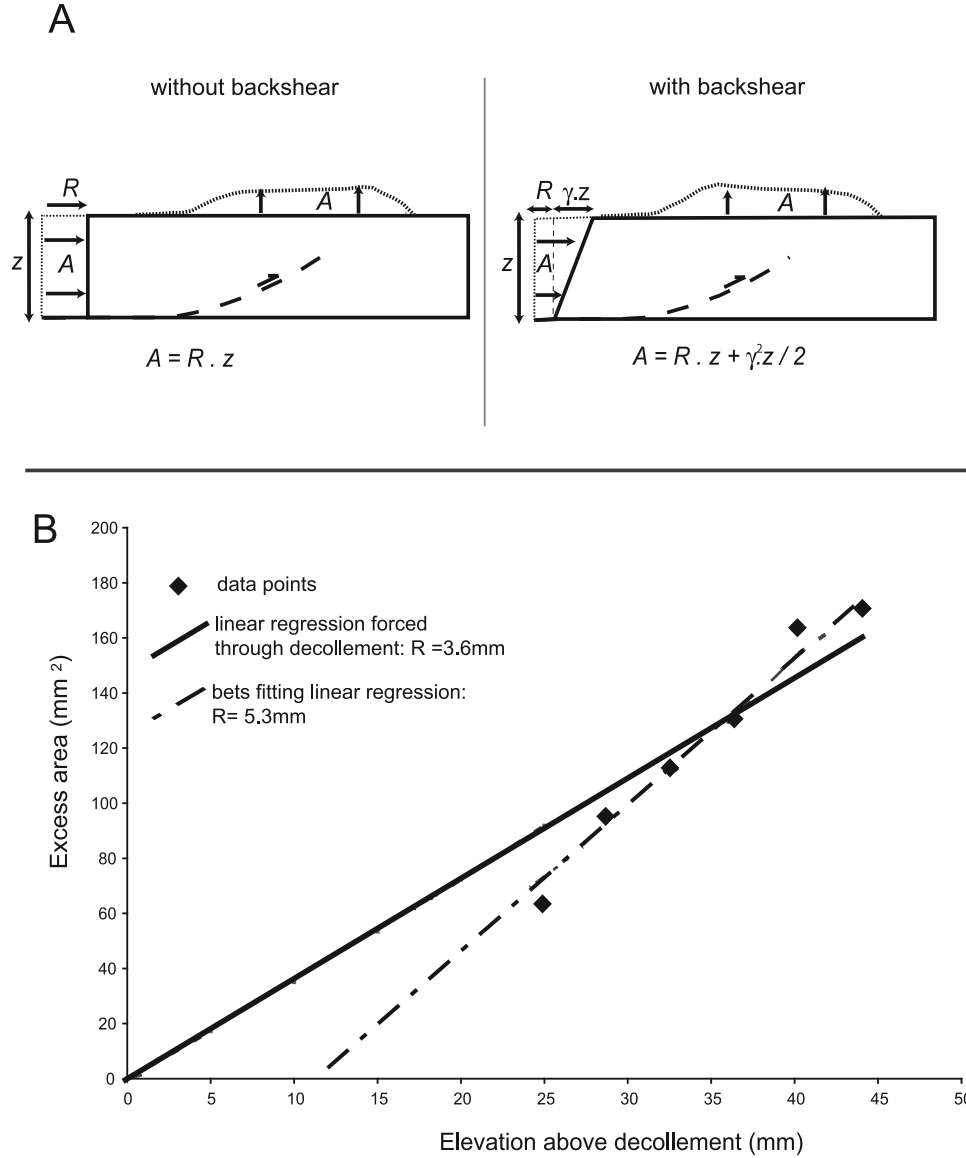 A
without backshear
with backshear
R
R γ.z
A
A
z
A
z
A
A = R . z
A = R . z + γ².z / 2
B
200
180
160
140
120
100
80
60
40
20
0
Excess area (mm ²)
data points
linear regression forced
through decollement: R =3.6mm
bets fitting linear regression:
R= 5.3mm
0 5 10 15 20 25 30 35 40 45 50
Elevation above decollement (mm)